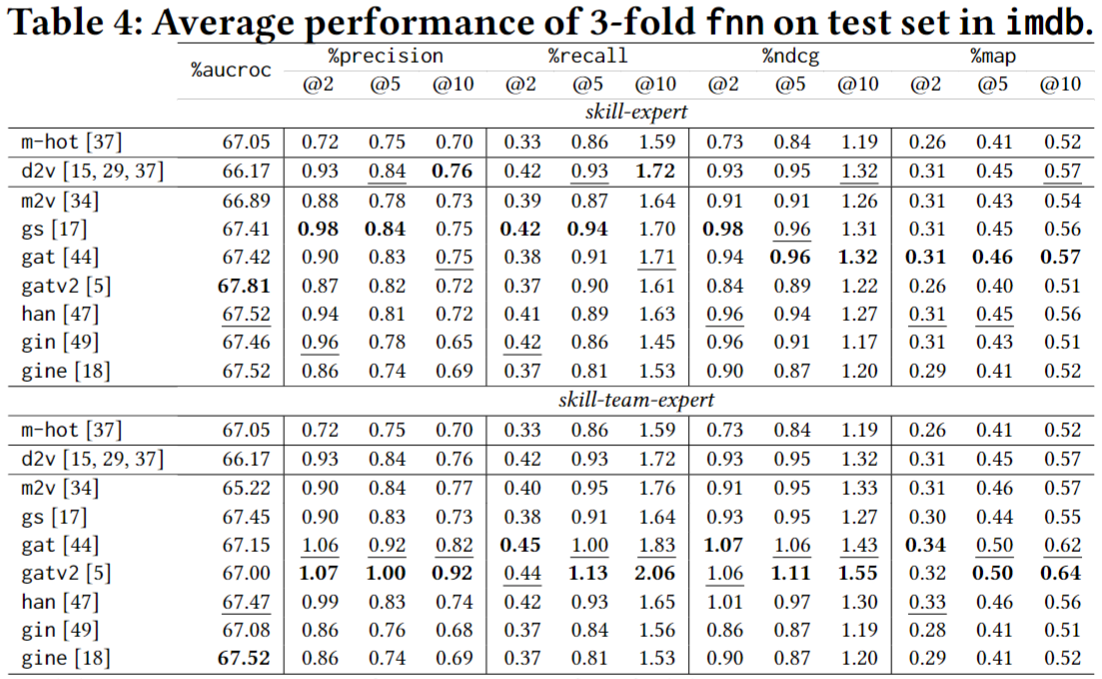 Table 4: Average performance of 3-fold fnn on test set in imdb.
%aucroc %precision %recall %ndcg %map
@2 @5 @10 @2 @5 @10 @2 @5 @10 @2 @5 @10
skill-expert
m-hot [37] 67.05 0.72 0.75 0.70 0.33 0.86 1.59 0.73 0.84 1.19 0.26 0.41 0.52
d2v [15, 29, 37] 66.17 0.93 0.84 0.76 0.42 0.93 1.72 0.93 0.95 1.32 0.31 0.45 0.57
m2v [34] 66.89 0.88 0.78 0.73 0.39 0.87 1.64 0.91 0.91 1.26 0.31 0.43 0.54
gs [17] 67.41 0.98 0.84 0.75 0.42 0.94 1.70 0.98 0.96 1.31 0.31 0.45 0.56
gat [44] 67.42 0.90 0.83 0.75 0.38 0.91 1.71 0.94 0.96 1.32 0.31 0.46 0.57
gatv2 [5] 67.81 0.87 0.82 0.72 0.37 0.90 1.61 0.84 0.89 1.22 0.26 0.40 0.51
han [47] 67.52 0.94 0.81 0.72 0.41 0.89 1.63 0.96 0.94 1.27 0.31 0.45 0.56
gin [49] 67.46 0.96 0.78 0.65 0.42 0.86 1.45 0.96 0.91 1.17 0.31 0.43 0.51
gine [18] 67.52 0.86 0.74 0.69 0.37 0.81 1.53 0.90 0.87 1.20 0.29 0.41 0.52
skill-team-expert
m-hot [37] 67.05 0.72 0.75 0.70 0.33 0.86 1.59 0.73 0.84 1.19 0.26 0.41 0.52
d2v [15, 29, 37] 66.17 0.93 0.84 0.76 0.42 0.93 1.72 0.93 0.95 1.32 0.31 0.45 0.57
m2v [34] 65.22 0.90 0.84 0.77 0.40 0.95 1.76 0.91 0.95 1.33 0.31 0.46 0.57
gs [17] 67.45 0.90 0.83 0.73 0.38 0.91 1.64 0.93 0.95 1.27 0.30 0.44 0.55
gat [44] 67.15 1.06 0.92 0.82 0.45 1.00 1.83 1.07 1.06 1.43 0.34 0.50 0.62
gatv2 [5] 67.00 1.07 1.00 0.92 0.44 1.13 2.06 1.06 1.11 1.55 0.32 0.50 0.64
han [47] 67.47 0.99 0.83 0.74 0.42 0.93 1.65 1.01 0.97 1.30 0.33 0.46 0.56
gin [49] 67.08 0.86 0.76 0.68 0.37 0.84 1.56 0.86 0.87 1.19 0.28 0.41 0.51
gine [18] 67.52 0.86 0.74 0.69 0.37 0.81 1.53 0.90 0.87 1.20 0.29 0.41 0.52